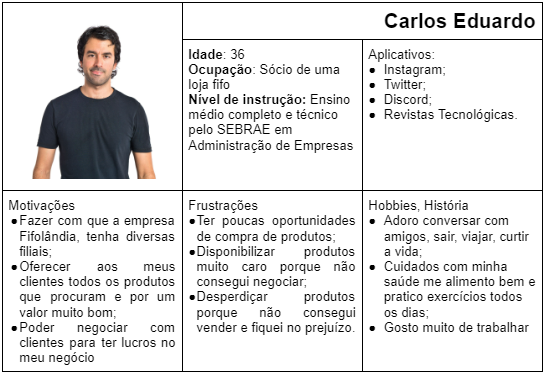 Carlos Eduardo
Idade: 36
Ocupação: Sócio de uma
loja fifo
Nível de instrução: Ensino
médio completo e técnico
pelo SEBRAE em
Administração de Empresas
Aplicativos:
● Instagram;
● Twitter;
● Discord;
● Revistas Tecnológicas.
Motivações
●Fazer com que a empresa
Fifolândia, tenha diversas
filiais;
●Oferecer aos meus
clientes todos os produtos
que procuram e por um
valor muito bom;
●Poder negociar com
clientes para ter lucros no
meu negócio
Frustrações
●Ter poucas oportunidades
de compra de produtos;
●Disponibilizar produtos
muito caro porque não
consegui negociar;
●Desperdiçar produtos
porque não consegui
vender e fiquei no prejuízo.
Hobbies, História
● Adoro conversar com
amigos, sair, viajar, curtir
a vida;
● Cuidados com minha
saúde me alimento bem e
pratico exercícios todos
os dias;
● Gosto muito de trabalhar